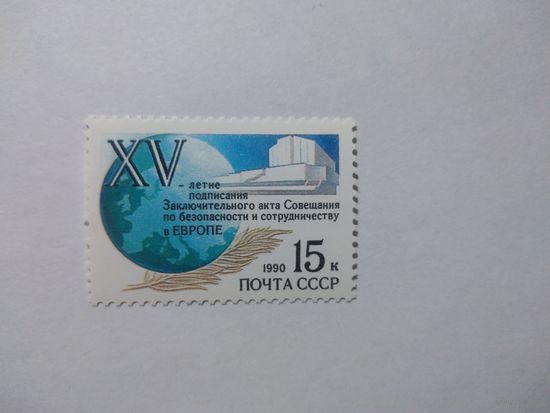 XV
- летие
подписания
Заключительного акта Совещания
по безопасности и сотрудничеству
в ЕВРОПЕ
1990 15 к
ПОЧТА СССР